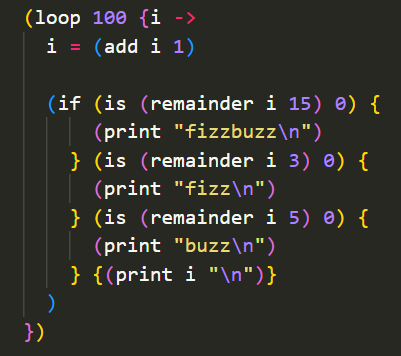 (loop 100 {i ->
  i = (add i 1)

  (if (is (remainder i 15) 0) {
      (print "fizzbuzz\n")
    } (is (remainder i 3) 0) {
      (print "fizz\n")
    } (is (remainder i 5) 0) {
      (print "buzz\n")
    } {(print i "\n")}
  )
})